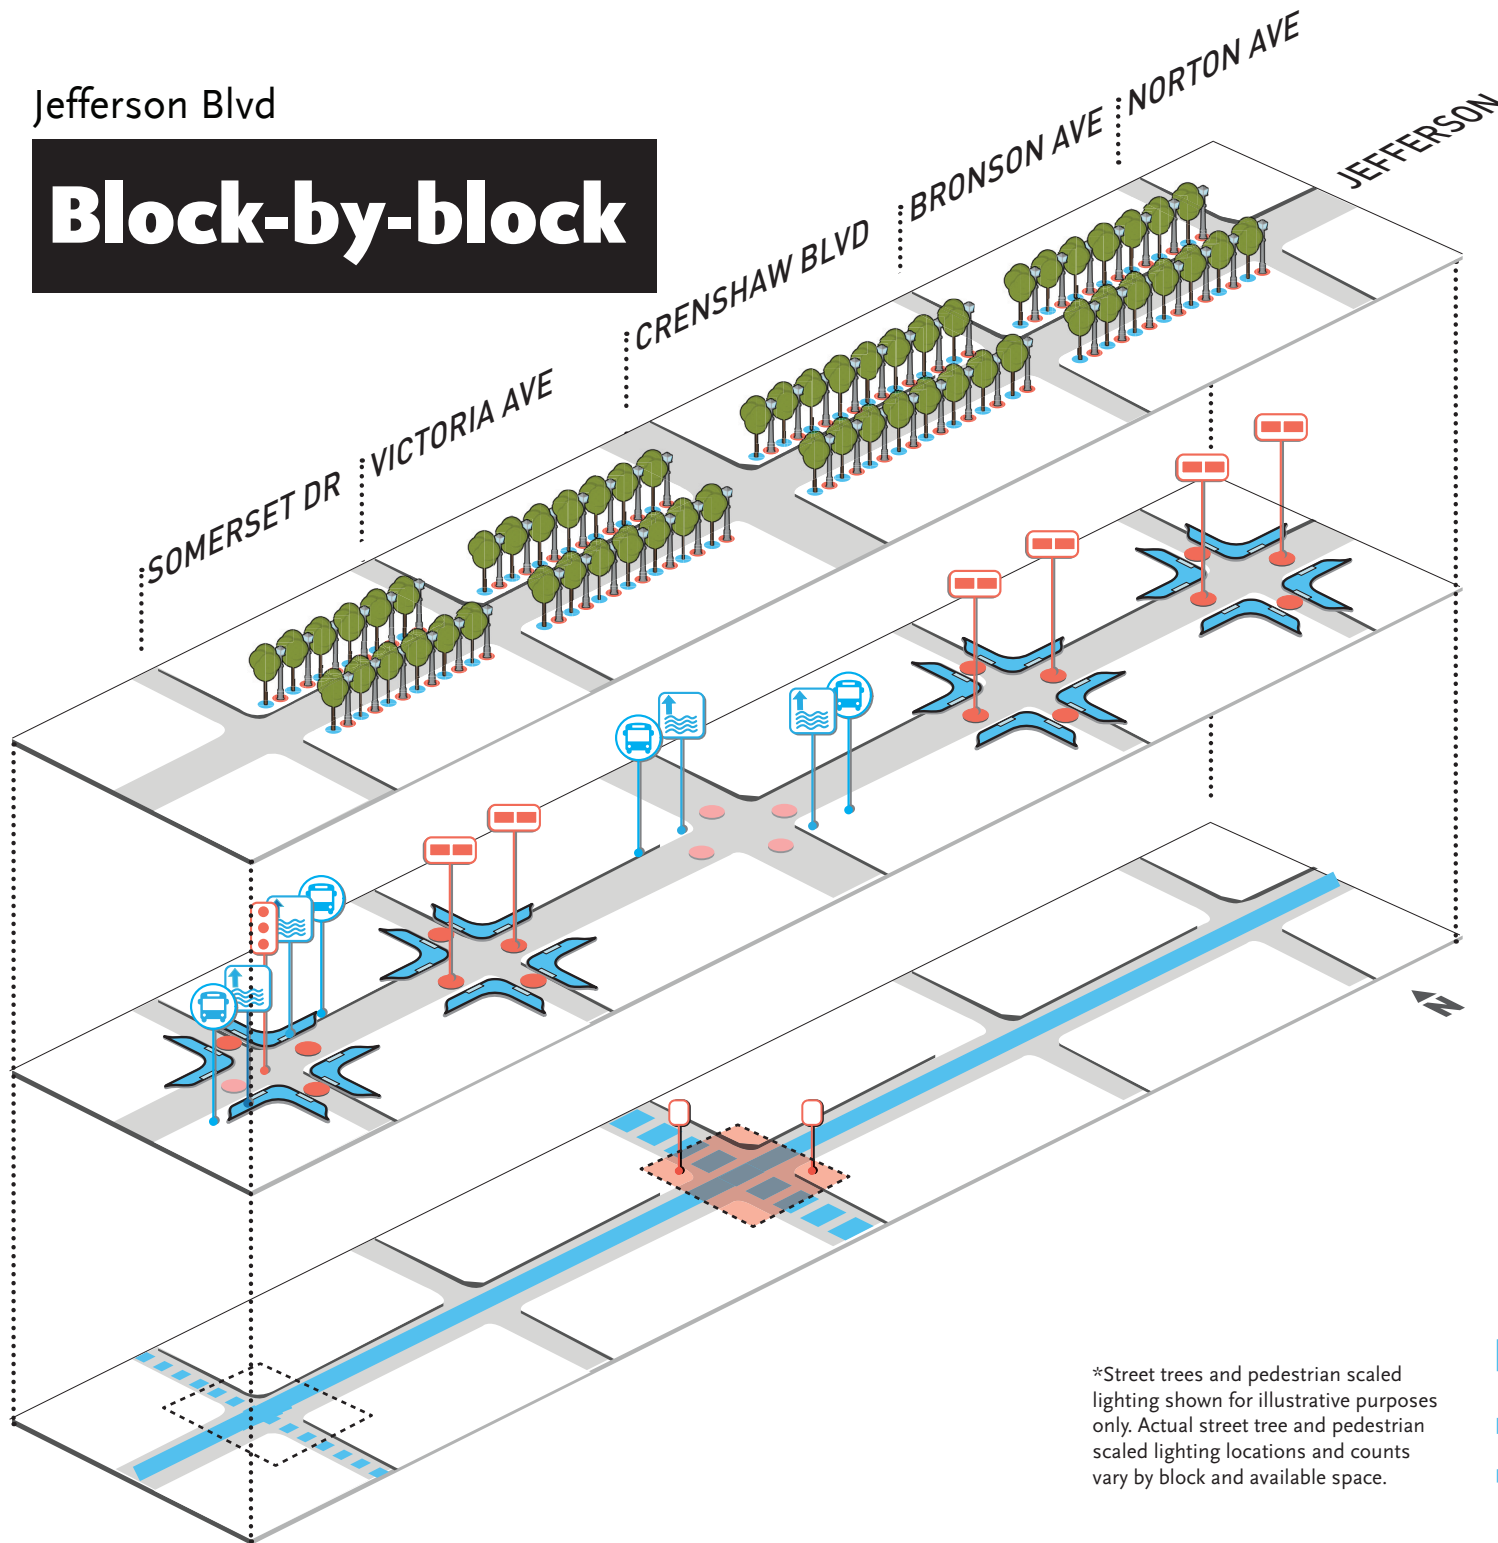 Jefferson Blvd
Block-by-block
SOMERSET DR
VICTORIA AVE
CRENSHAW BLVD
BRONSON AVE
NORTON AVE
JEFFERSON
N
*Street trees and pedestrian scaled
lighting shown for illustrative purposes
only. Actual street tree and pedestrian
scaled lighting locations and counts
vary by block and available space.